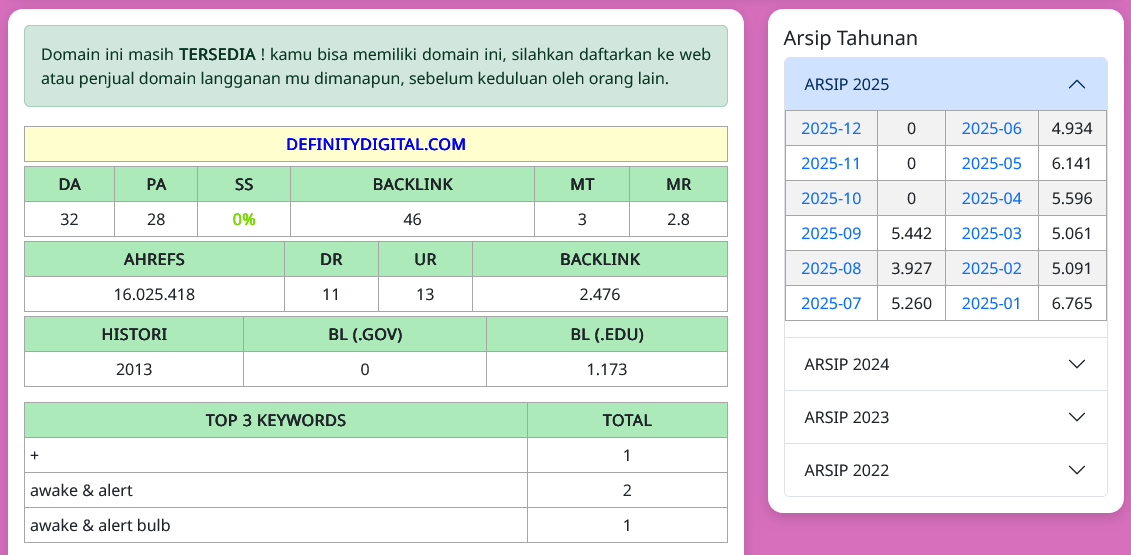 Domain ini masih TERSEDIA ! kamu bisa memiliki domain ini, silahkan daftarkan ke web
atau penjual domain langganan mu dimanapun, sebelum keduluan oleh orang lain.
DEFINITYDIGITAL.COM
DA PA SS BACKLINK MT MR
32 28 0% 46 3 2.8
AHREFS DR UR BACKLINK
16.025.418 11 13 2.476
HISTORI BL (.GOV) BL (.EDU)
2013 0 1.173
TOP 3 KEYWORDS TOTAL
+ 1
awake & alert 2
awake & alert bulb 1
Arsip Tahunan
ARSIP 2025
2025-12 0 2025-06 4.934
2025-11 0 2025-05 6.141
2025-10 0 2025-04 5.596
2025-09 5.442 2025-03 5.061
2025-08 3.927 2025-02 5.091
2025-07 5.260 2025-01 6.765
ARSIP 2024
ARSIP 2023
ARSIP 2022